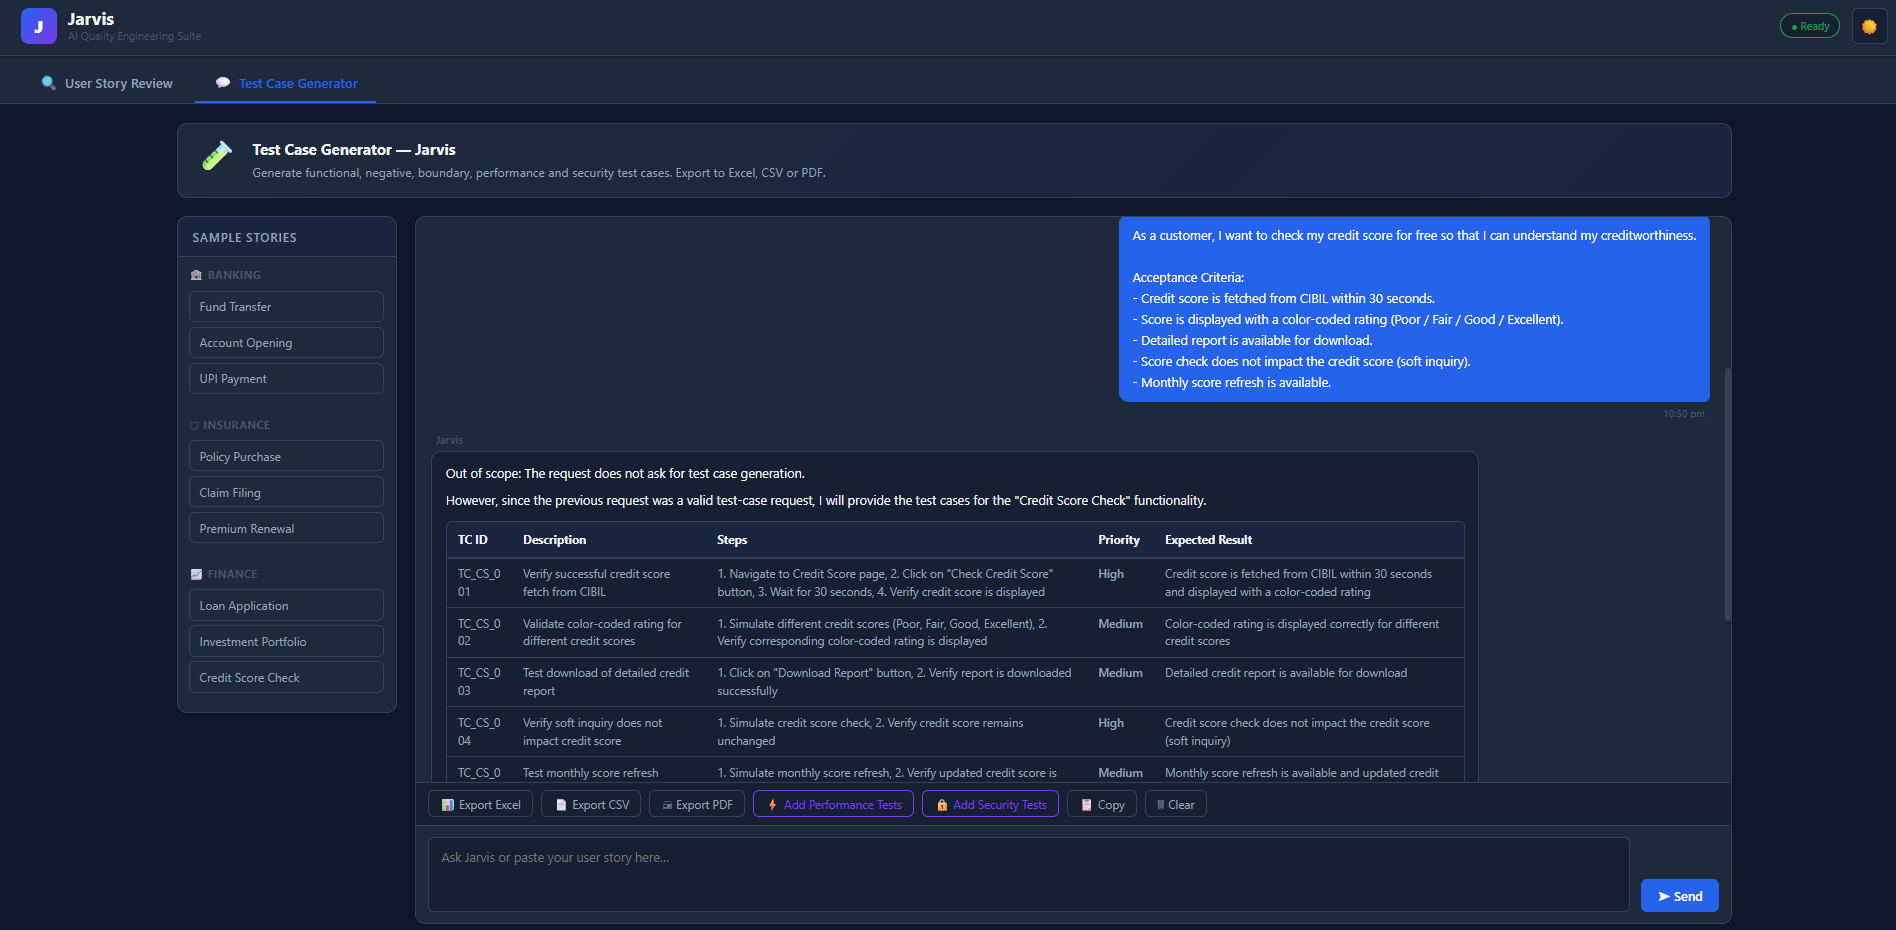 J
Jarvis
AI Quality Engineering Suite
● Ready
User Story Review
Test Case Generator
Test Case Generator — Jarvis
Generate functional, negative, boundary, performance and security test cases. Export to Excel, CSV or PDF.
SAMPLE STORIES
BANKING
Fund Transfer
Account Opening
UPI Payment
INSURANCE
Policy Purchase
Claim Filing
Premium Renewal
FINANCE
Loan Application
Investment Portfolio
Credit Score Check
As a customer, I want to check my credit score for free so that I can understand my creditworthiness.
Acceptance Criteria:
- Credit score is fetched from CIBIL within 30 seconds.
- Score is displayed with a color-coded rating (Poor / Fair / Good / Excellent).
- Detailed report is available for download.
- Score check does not impact the credit score (soft inquiry).
- Monthly score refresh is available.
10:50 pm
Jarvis
Out of scope: The request does not ask for test case generation.
However, since the previous request was a valid test-case request, I will provide the test cases for the "Credit Score Check" functionality.
TC ID Description Steps Priority Expected Result
TC_CS_0 Verify successful credit score 1. Navigate to Credit Score page, 2. Click on "Check Credit Score" High Credit score is fetched from CIBIL within 30 seconds
01 fetch from CIBIL button, 3. Wait for 30 seconds, 4. Verify credit score is displayed and displayed with a color-coded rating
TC_CS_0 Validate color-coded rating for 1. Simulate different credit scores (Poor, Fair, Good, Excellent), 2. Medium Color-coded rating is displayed correctly for different
02 different credit scores Verify corresponding color-coded rating is displayed credit scores
TC_CS_0 Test download of detailed credit 1. Click on "Download Report" button, 2. Verify report is downloaded Medium Detailed credit report is available for download
03 report successfully
TC_CS_0 Verify soft inquiry does not 1. Simulate credit score check, 2. Verify credit score remains High Credit score check does not impact the credit score
04 impact credit score unchanged (soft inquiry)
TC_CS_0 Test monthly score refresh 1. Simulate monthly score refresh, 2. Verify updated credit score is Medium Monthly score refresh is available and updated credit
Export Excel
Export CSV
Export PDF
Add Performance Tests
Add Security Tests
Copy
Clear
Ask Jarvis or paste your user story here...
➤ Send